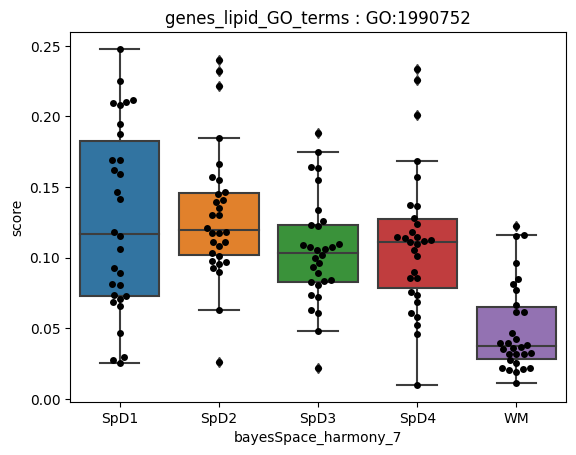 genes_lipid_GO_terms : GO:1990752
0.25
0.20
0.15
0.10
0.05
0.00
score
SpD1 SpD2 SpD3 SpD4 WM
bayesSpace_harmony_7